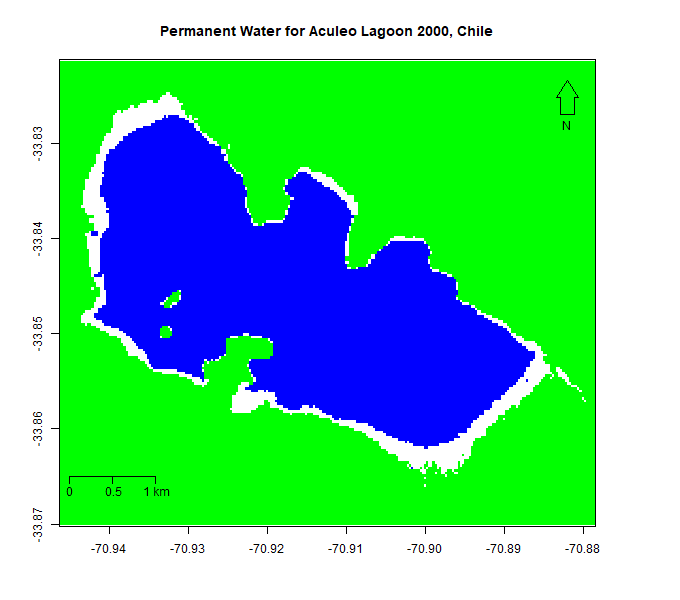 Permanent Water for Aculeo Lagoon 2000, Chile
N
-33.83
-33.84
-33.85
-33.86
-33.87
0 0.5 1 km
-70.94 -70.93 -70.92 -70.91 -70.90 -70.89 -70.88